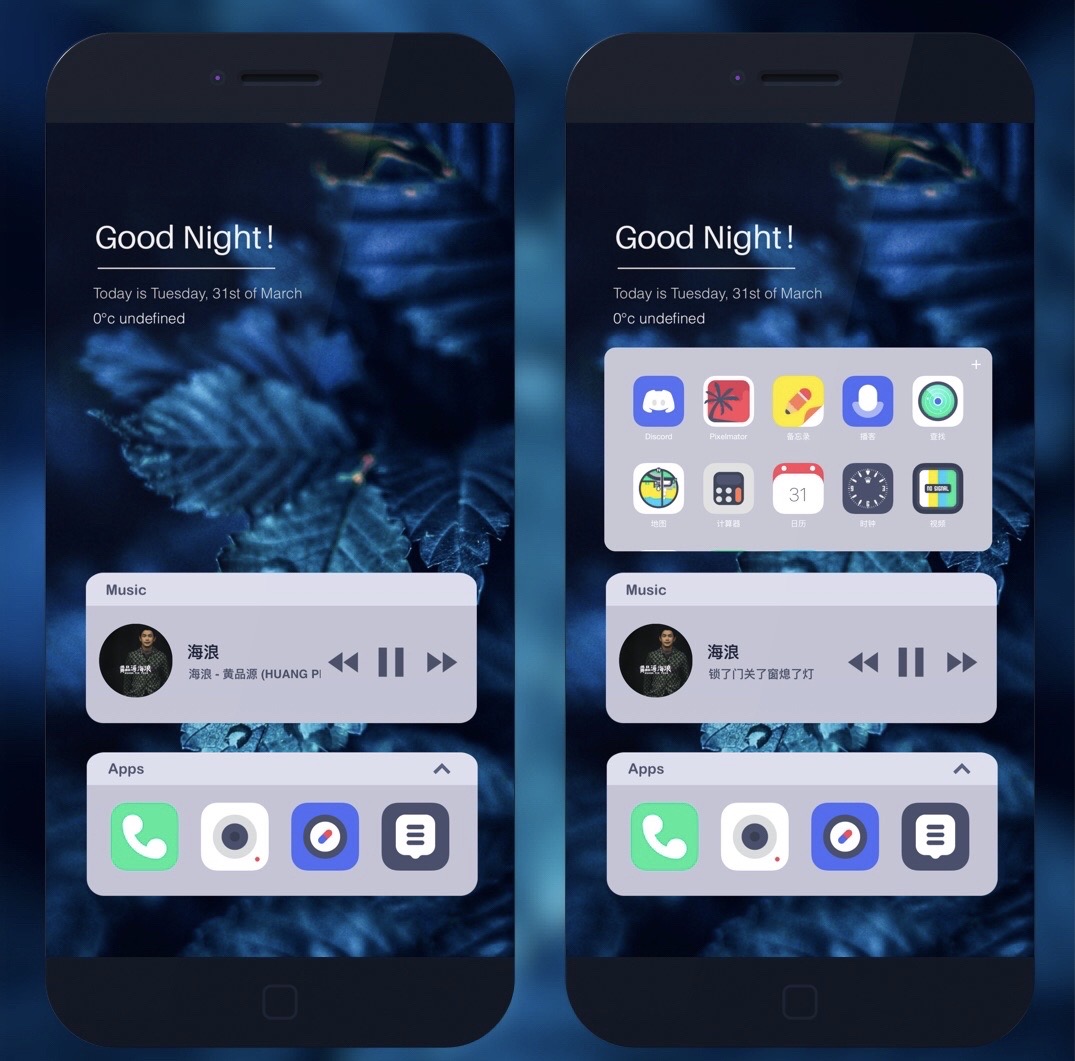 Good Night!
Today is Tuesday, 31st of March
0°c undefined
Music
海浪
海浪 - 黄品源 (HUANG PI
Apps
Good Night!
Today is Tuesday, 31st of March
0°c undefined
+
Discord
Pixelmator
备忘录
播客
查找
31
NO SIGNAL
地图
计算器
日历
时钟
视频
Music
海浪
锁了门关了窗熄了灯
Apps